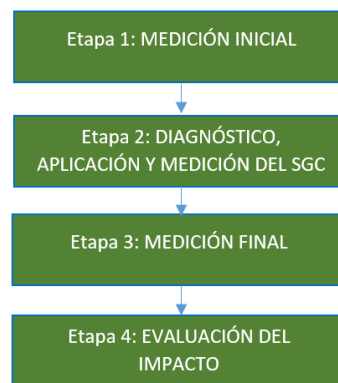 Etapa 1: MEDICIÓN INICIAL
Etapa 2: DIAGNÓSTICO,
APLICACIÓN Y MEDICIÓN DEL SGC
Etapa 3: MEDICIÓN FINAL
Etapa 4: EVALUACIÓN DEL
IMPACTO